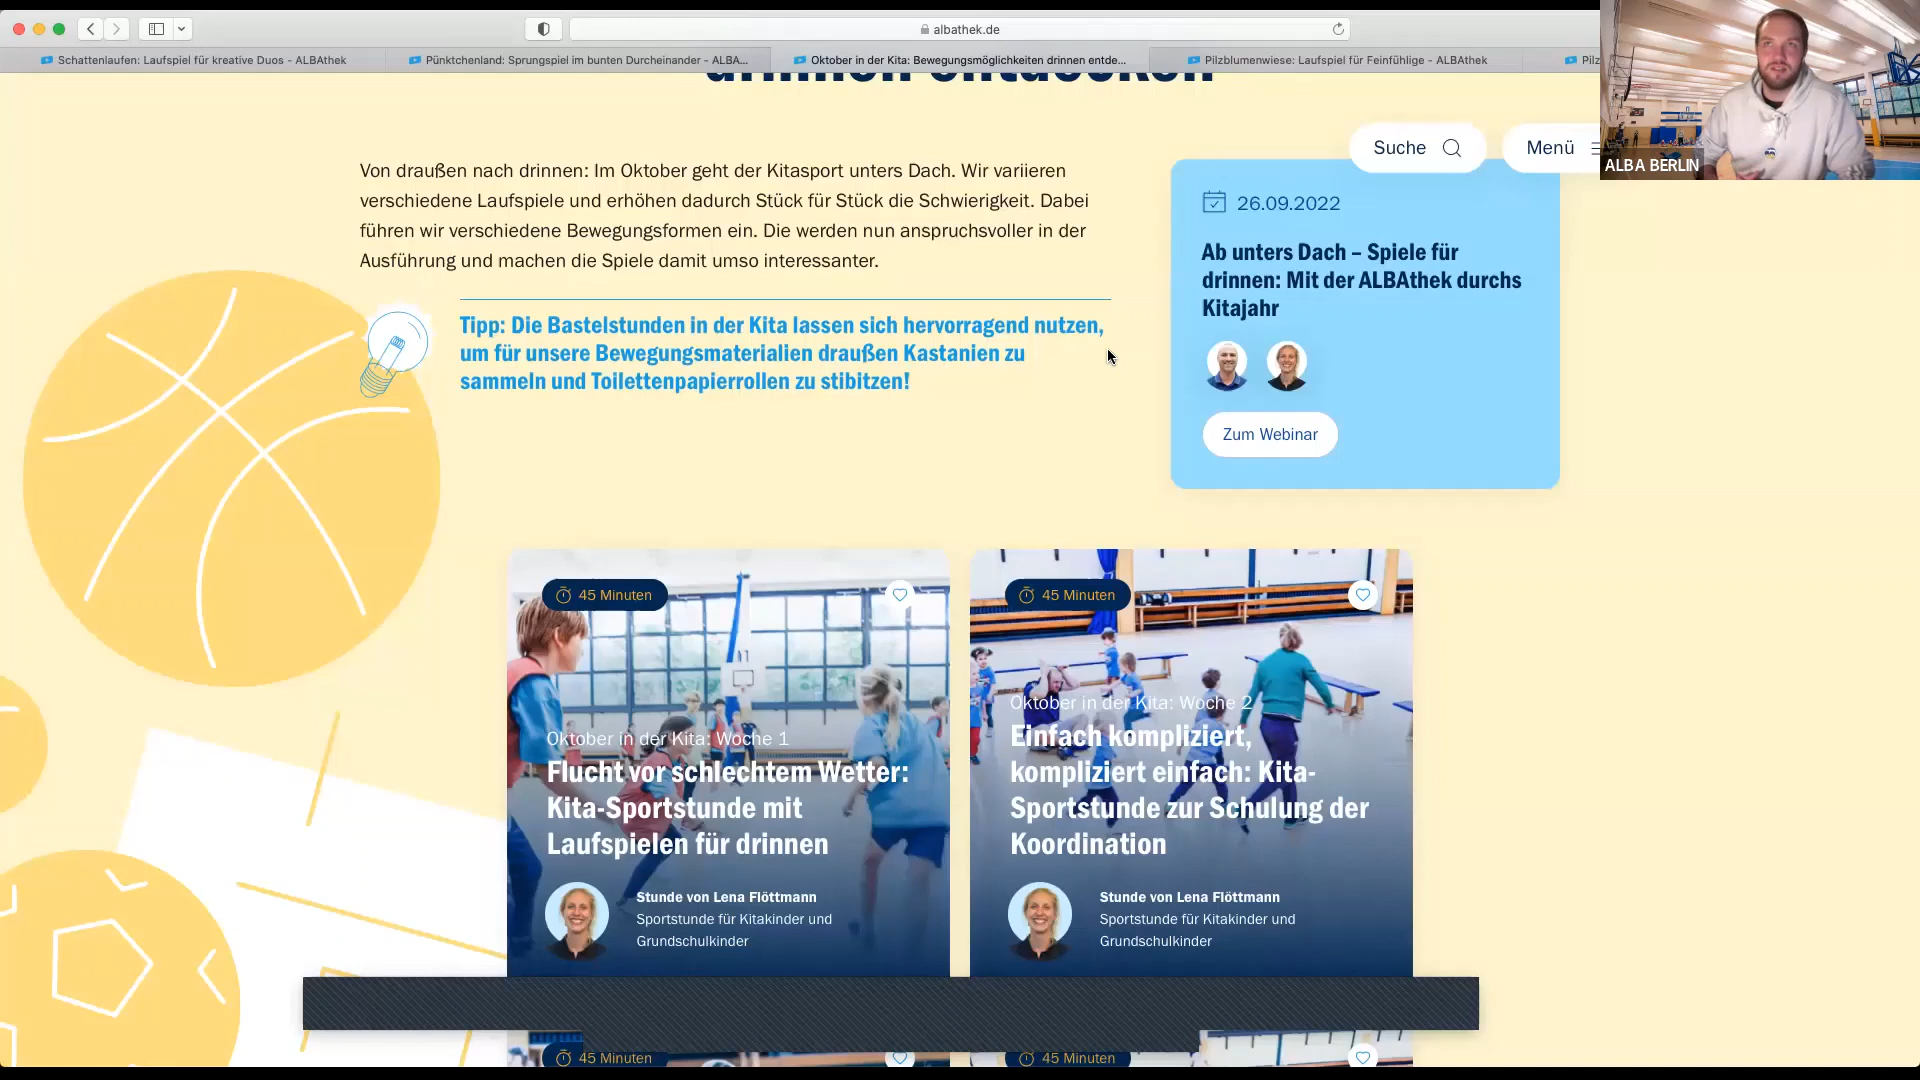 albathek.de
Schattenlaufen: Laufspiel für kreative Duos - ALBAthek
Pünktchenland: Sprungspiel im bunten Durcheinander - ALBA...
Oktober in der Kita: Bewegungsmöglichkeiten drinnen entde...
Pilzblumenwiese: Laufspiel für Feinfühlige - ALBAthek
Pilz
drinnen entdecken
Suche
Menü
ALBA BERLIN
Von draußen nach drinnen: Im Oktober geht der Kitasport unters Dach. Wir variieren
verschiedene Laufspiele und erhöhen dadurch Stück für Stück die Schwierigkeit. Dabei
führen wir verschiedene Bewegungsformen ein. Die werden nun anspruchsvoller in der
Ausführung und machen die Spiele damit umso interessanter.
Tipp: Die Bastelstunden in der Kita lassen sich hervorragend nutzen,
um für unsere Bewegungsmaterialien draußen Kastanien zu
sammeln und Toilettenpapierrollen zu stibitzen!
26.09.2022
Ab unters Dach – Spiele für
drinnen: Mit der ALBAthek durchs
Kitajahr
Zum Webinar
45 Minuten
Oktober in der Kita: Woche 1
Flucht vor schlechtem Wetter:
Kita-Sportstunde mit
Laufspielen für drinnen
Stunde von Lena Flöttmann
Sportstunde für Kitakinder und
Grundschulkinder
45 Minuten
Oktober in der Kita: Woche 2
Einfach kompliziert,
kompliziert einfach: Kita-
Sportstunde zur Schulung der
Koordination
Stunde von Lena Flöttmann
Sportstunde für Kitakinder und
Grundschulkinder
45 Minuten
45 Minuten